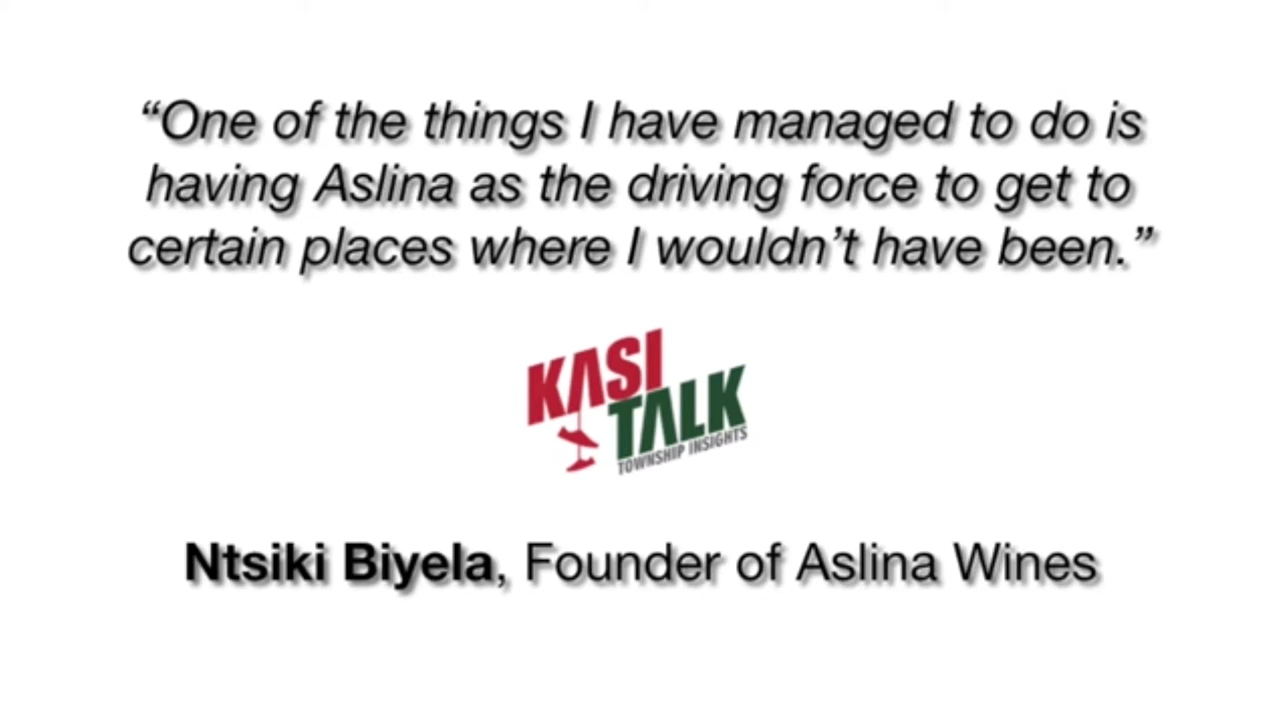 “One of the things I have managed to do is
having Aslina as the driving force to get to
certain places where I wouldn’t have been.”
KASI
TALK
TOWNSHIP INSIGHTS
Ntsiki Biyela, Founder of Aslina Wines